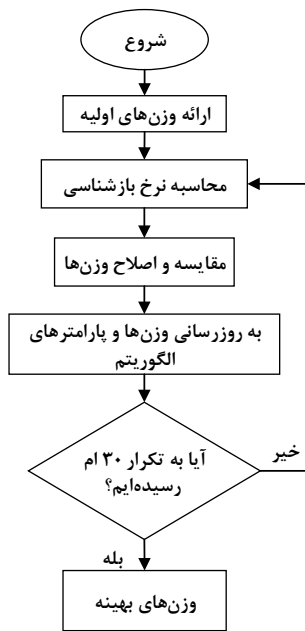 شروع
ارائه وزن‌های اولیه
محاسبه نرخ بازشناسی
مقایسه و اصلاح وزن‌ها
به روزرسانی وزن‌ها و پارامترهای
الگوریتم
آیا به تکرار ۳۰ ام
رسیده‌ایم؟
خیر
بله
وزن‌های بهینه